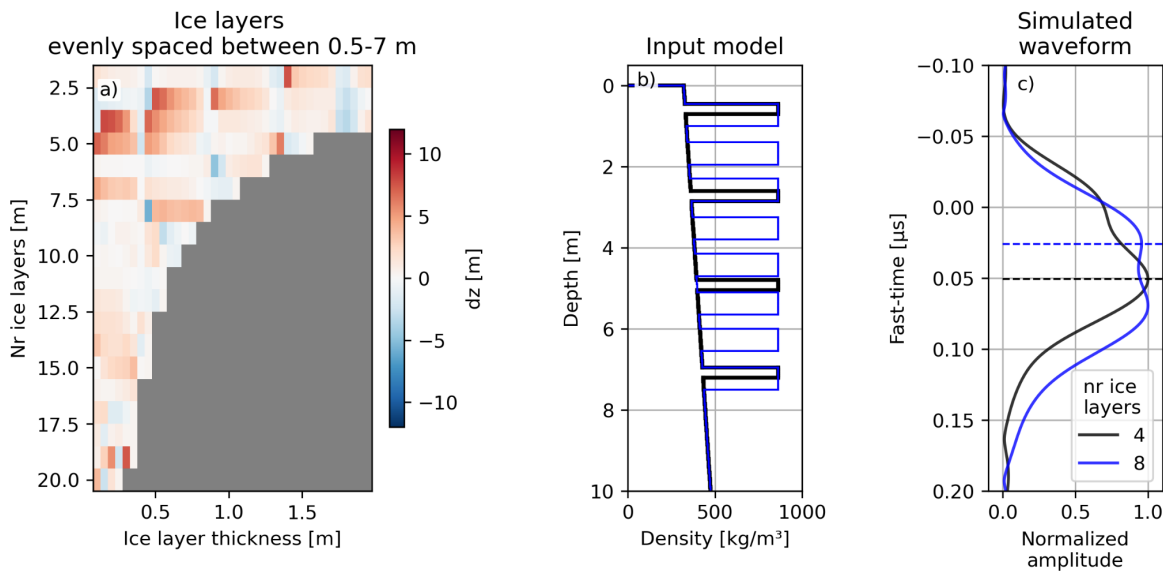 Ice layers
evenly spaced between 0.5-7 m
a)
2.5
5.0
7.5
10.0
12.5
15.0
17.5
20.0
Nr ice layers [m]
0.5
1.0
1.5
Ice layer thickness [m]
10
5
0
−5
−10
dz [m]
Input model
b)
0
2
4
6
8
10
Depth [m]
0
500
1000
Density [kg/m³]
Simulated
waveform
c)
−0.10
−0.05
0.00
0.05
0.10
0.15
0.20
Fast-time [µs]
nr ice
layers
4
8
0.0
0.5
1.0
Normalized
amplitude